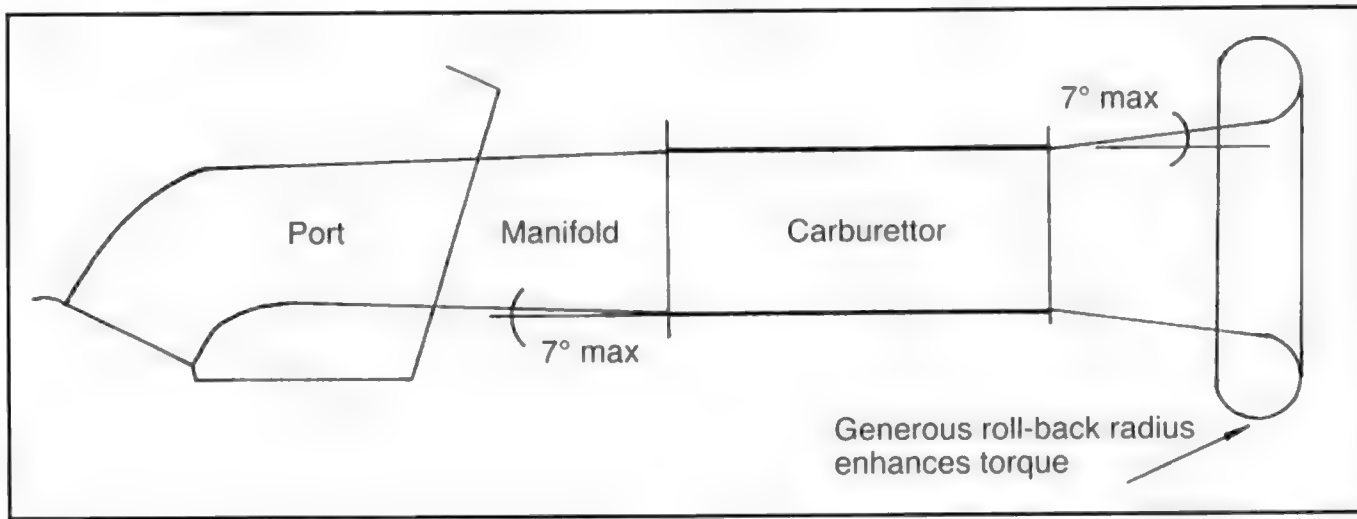 7° max
Port
Manifold
Carburettor
7° max
Generous roll-back radius
enhances torque